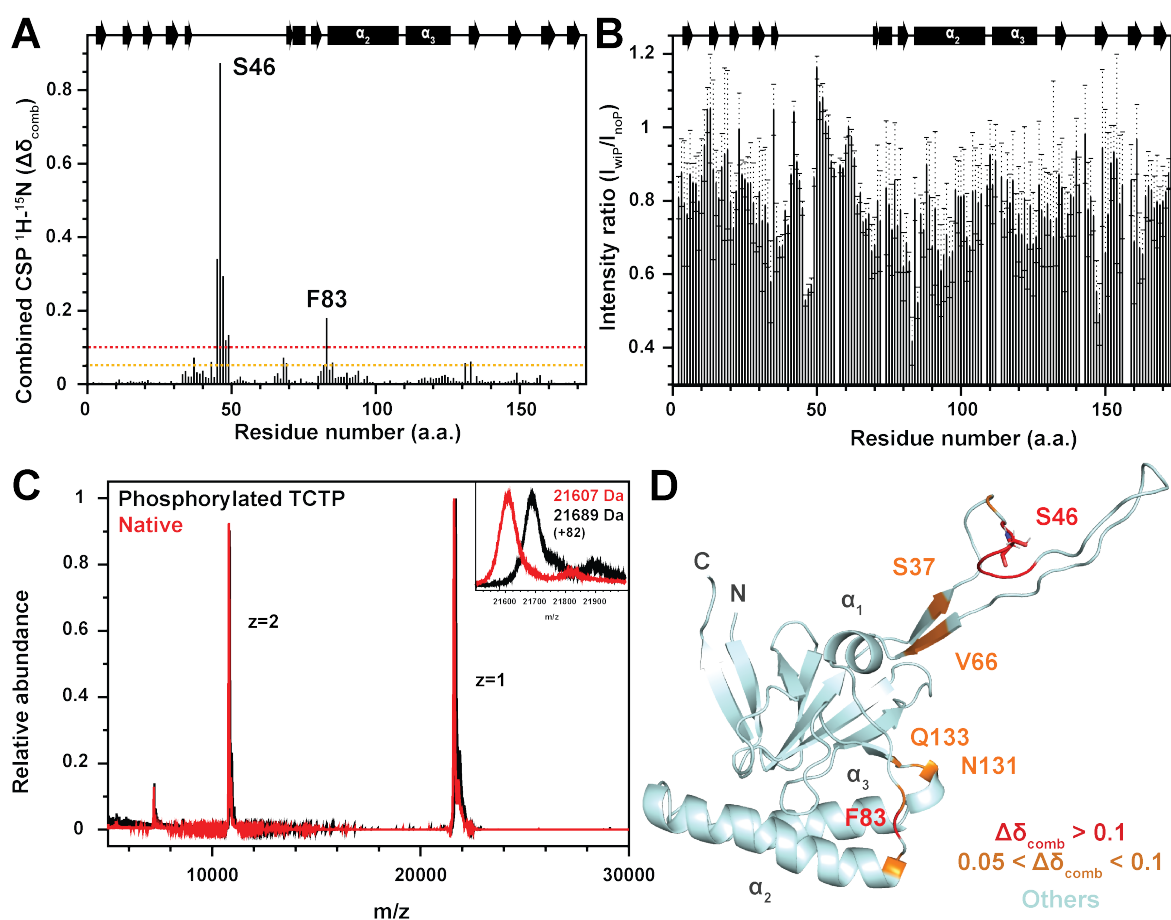 A
α2
α3
Combined CSP ¹H-¹⁵N (Δδcomb)
0.8
0.6
0.4
0.2
0
S46
F83
0
50
100
150
Residue number (a.a.)
B
α2
α3
Intensity ratio (IwiP/InoP)
1.2
1
0.8
0.6
0.4
0
50
100
150
Residue number (a.a.)
C
Phosphorylated TCTP
Native
Relative abundance
1
0.8
0.6
0.4
0.2
0
z=2
z=1
21607 Da
21689 Da
(+82)
21600 21700 21800 21900
m/z
10000
20000
30000
m/z
D
S46
S37
C
N
α1
V66
Q133
N131
α3
F83
α2
Δδcomb > 0.1
0.05 < Δδcomb < 0.1
Others